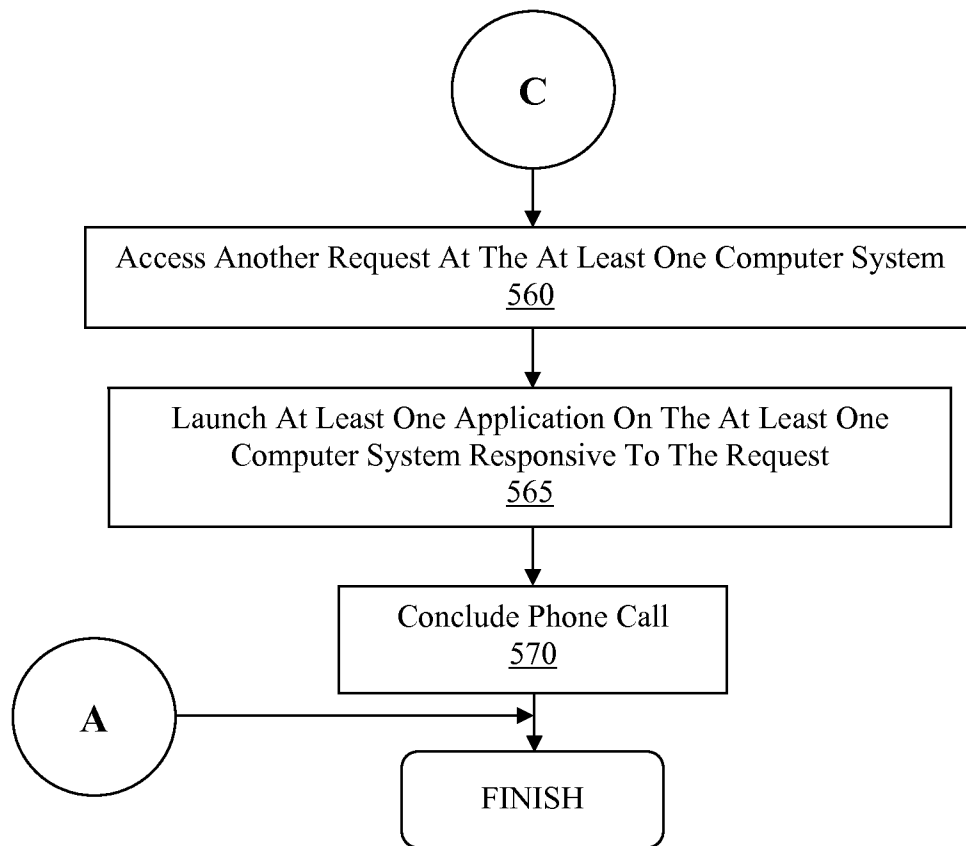 C
Access Another Request At The At Least One Computer System
560
Launch At Least One Application On The At Least One
Computer System Responsive To The Request
565
Conclude Phone Call
570
A
FINISH